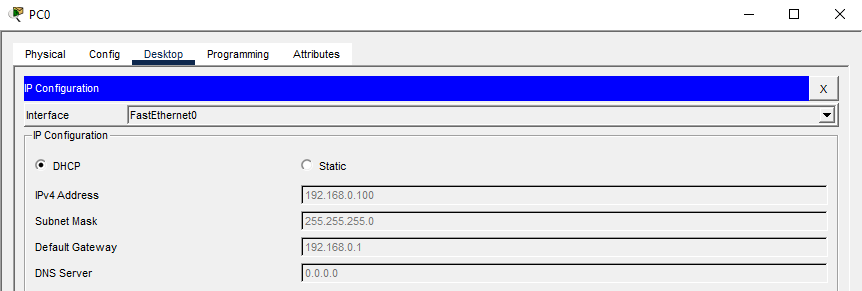 PC0
Physical Config Desktop Programming Attributes
IP Configuration X
Interface FastEthernet0
IP Configuration
DHCP Static
IPv4 Address 192.168.0.100
Subnet Mask 255.255.255.0
Default Gateway 192.168.0.1
DNS Server 0.0.0.0